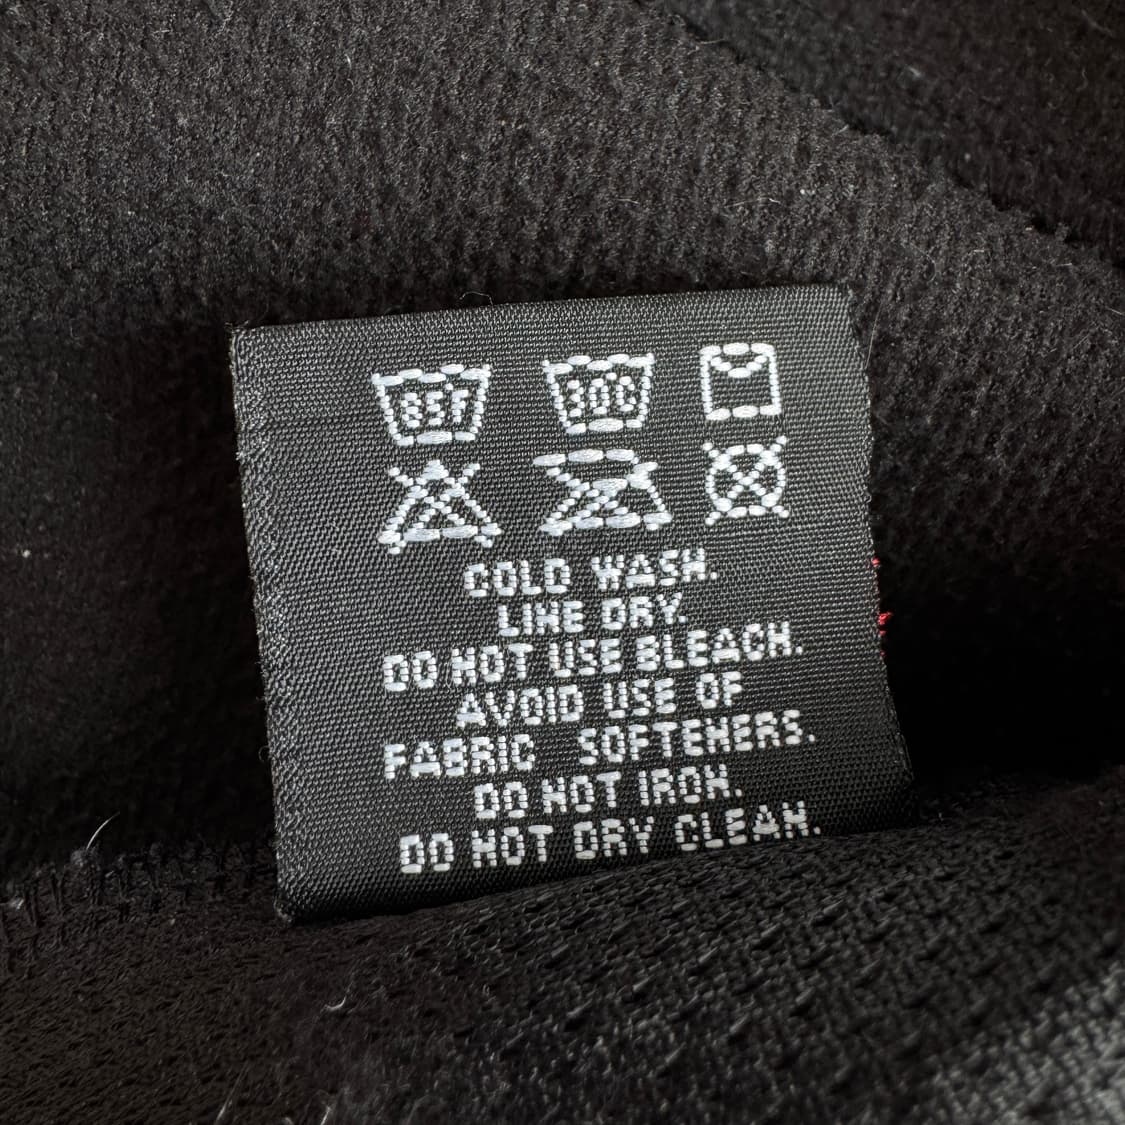 85F 30C
COLD WASH.
LINE DRY.
DO NOT USE BLEACH.
AVOID USE OF
FABRIC SOFTENERS.
DO NOT IRON.
DO NOT DRY CLEAN.